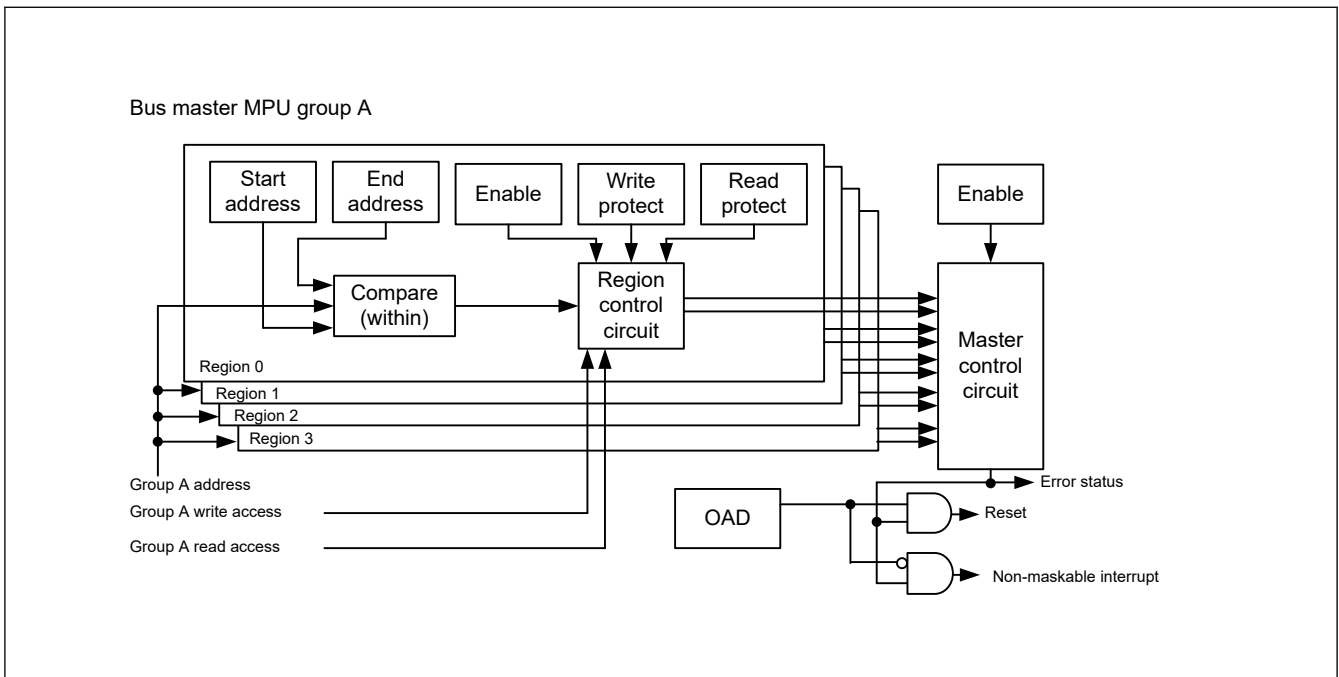 Bus master MPU group A
Start
address
End
address
Enable
Write
protect
Read
protect
Enable
Compare
(within)
Region
control
circuit
Master
control
circuit
Region 0
Region 1
Region 2
Region 3
Group A address
Group A write access
Group A read access
OAD
Error status
Reset
Non-maskable interrupt